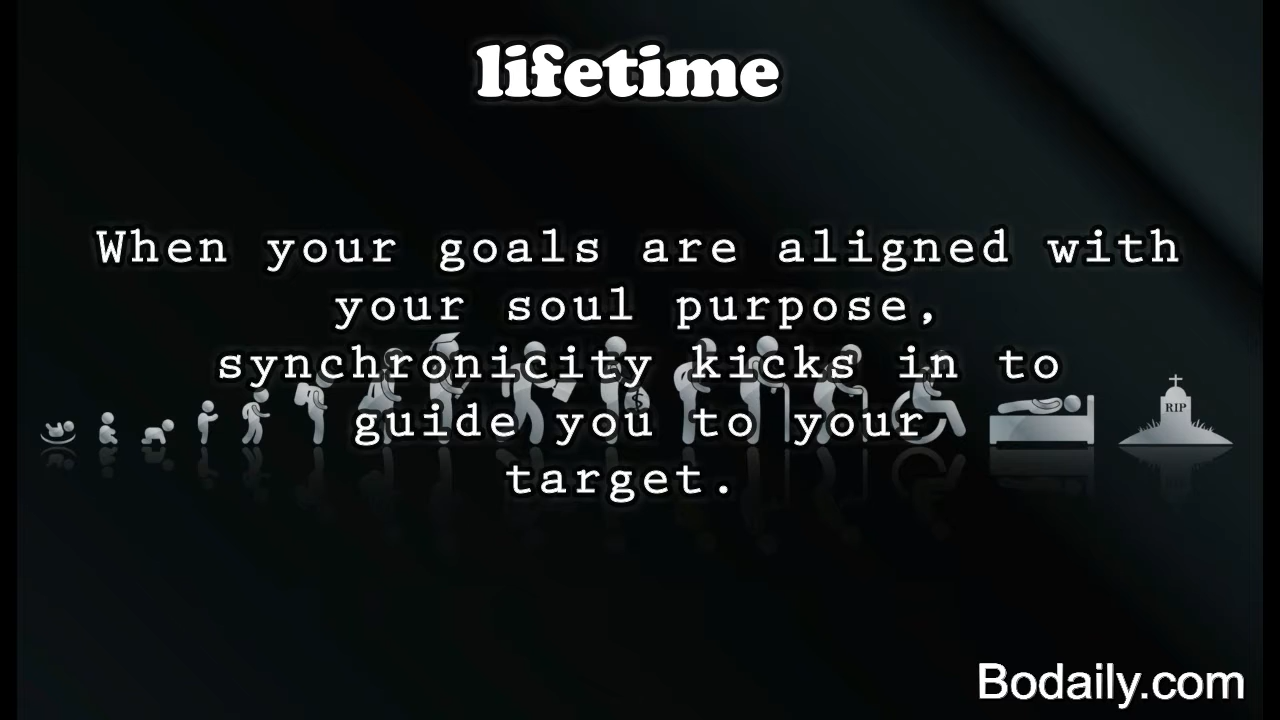 lifetime
When your goals are aligned with
your soul purpose,
synchronicity kicks in to
guide you to your
target.
$
RIP
Bodaily.com